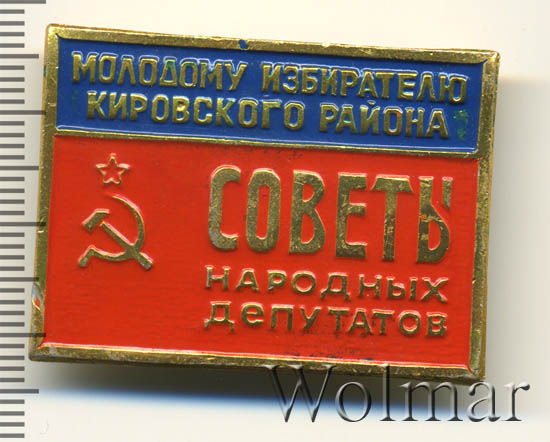 МОЛОДОМУ ИЗБИРАТЕЛЮ
КИРОВСКОГО РАЙОНА
СОВЕТЫ
НАРОДНЫХ
ДЕПУТАТОВ
Wolmar